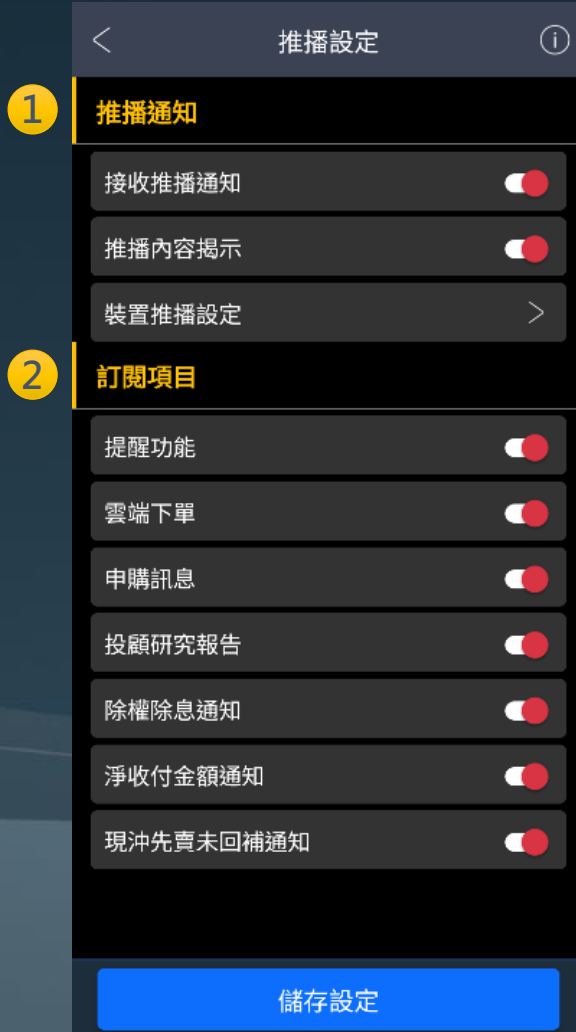 推播設定
1
推播通知
接收推播通知
推播內容揭示
裝置推播設定
2
訂閱項目
提醒功能
雲端下單
申購訊息
投顧研究報告
除權除息通知
淨收付金額通知
現沖先賣未回補通知
儲存設定